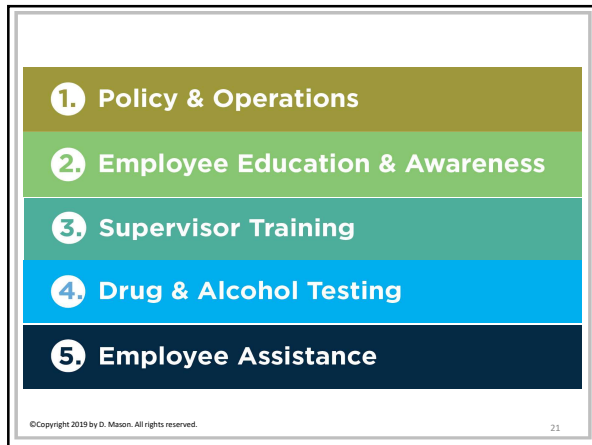 1. Policy & Operations
2. Employee Education & Awareness
3. Supervisor Training
4. Drug & Alcohol Testing
5. Employee Assistance
©Copyright 2019 by D. Mason. All rights reserved.
21